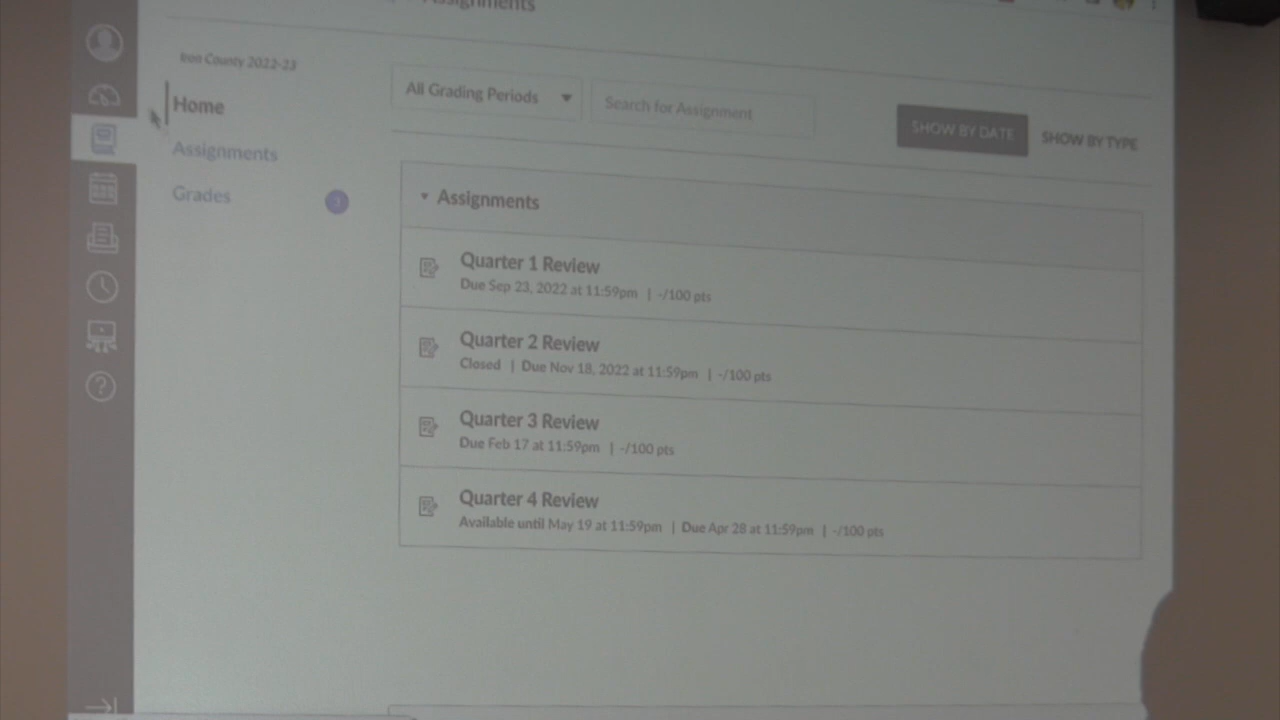 Assignments
Iron County 2022-23
Home
Assignments
Grades
All Grading Periods
Search for Assignment
SHOW BY DATE
SHOW BY TYPE
Assignments
Quarter 1 Review
Due Sep 23, 2022 at 11:59pm | -/100 pts
Quarter 2 Review
Closed | Due Nov 18, 2022 at 11:59pm | -/100 pts
Quarter 3 Review
Due Feb 17 at 11:59pm | -/100 pts
Quarter 4 Review
Available until May 19 at 11:59pm | Due Apr 28 at 11:59pm | -/100 pts